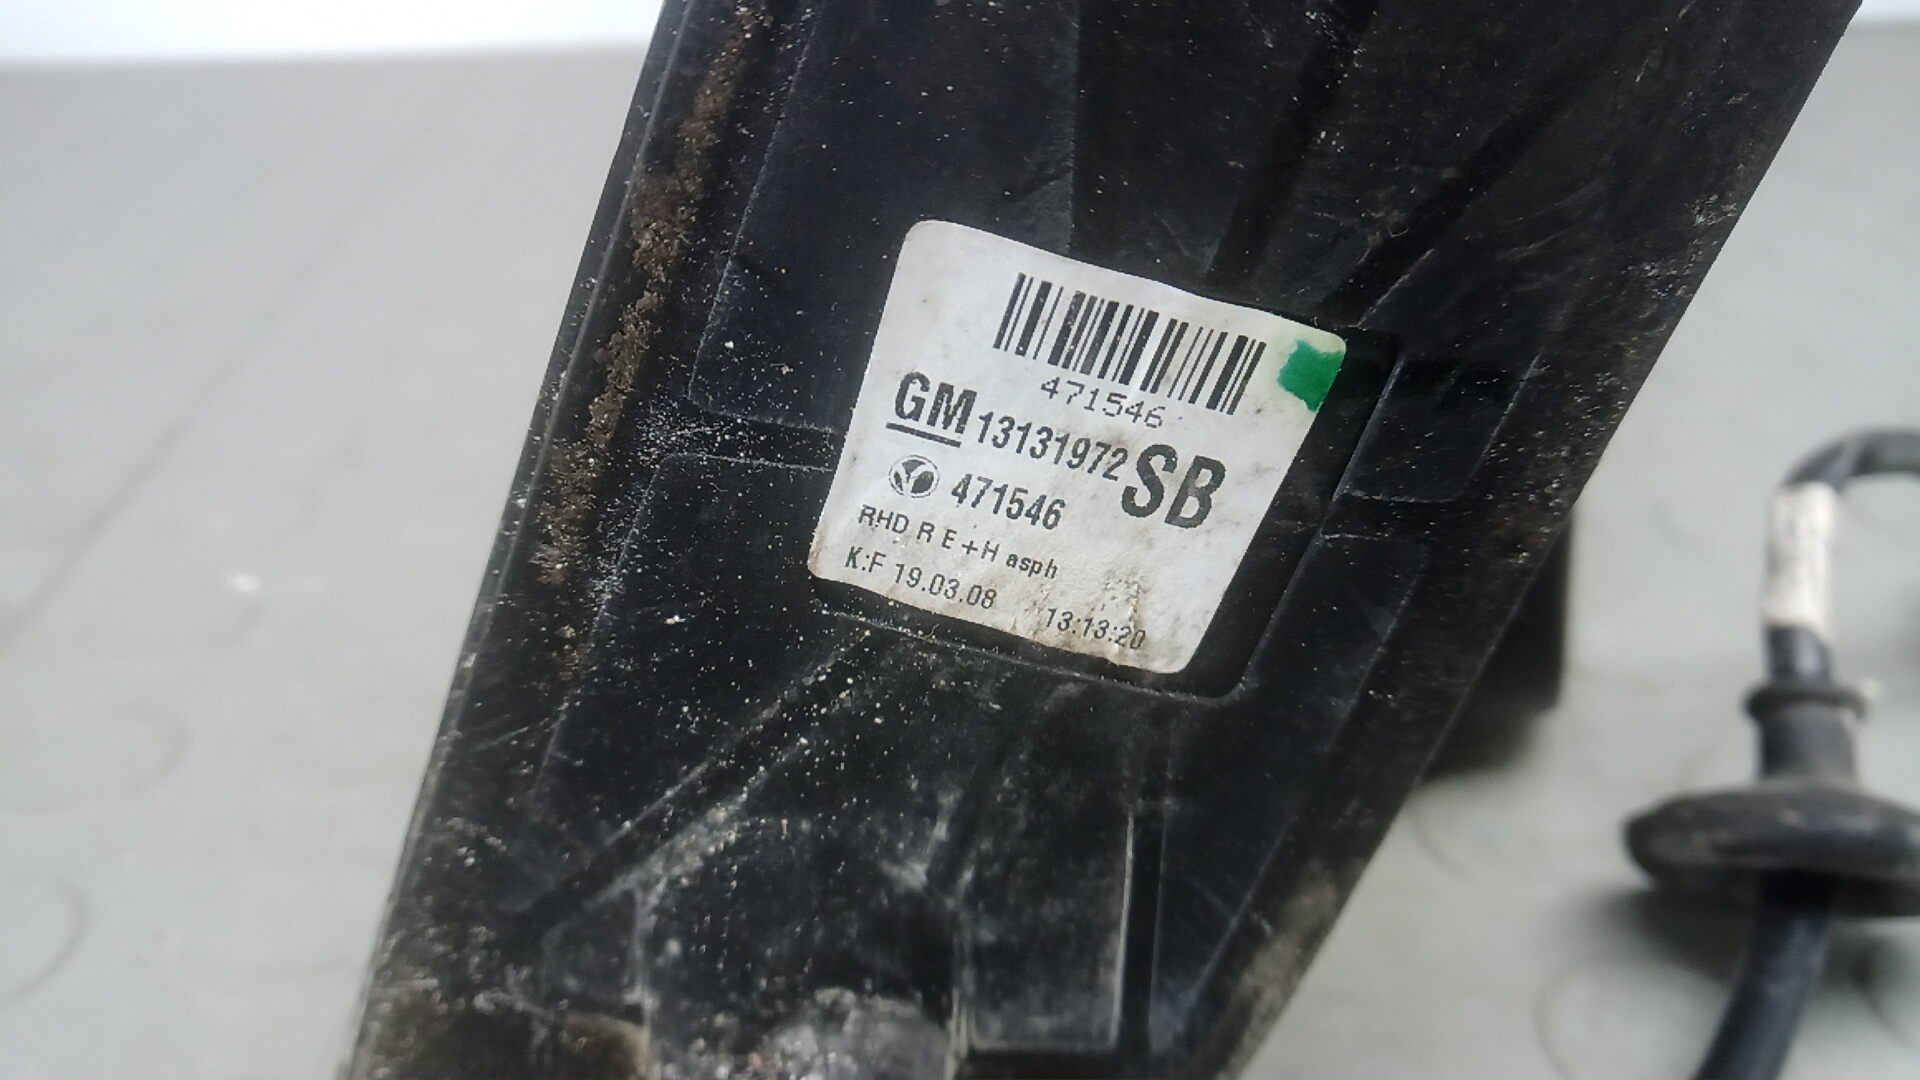 471546
GM 13131972 SB
471546
RHD R E+H asph
K:F 19.03.08 13:13:20